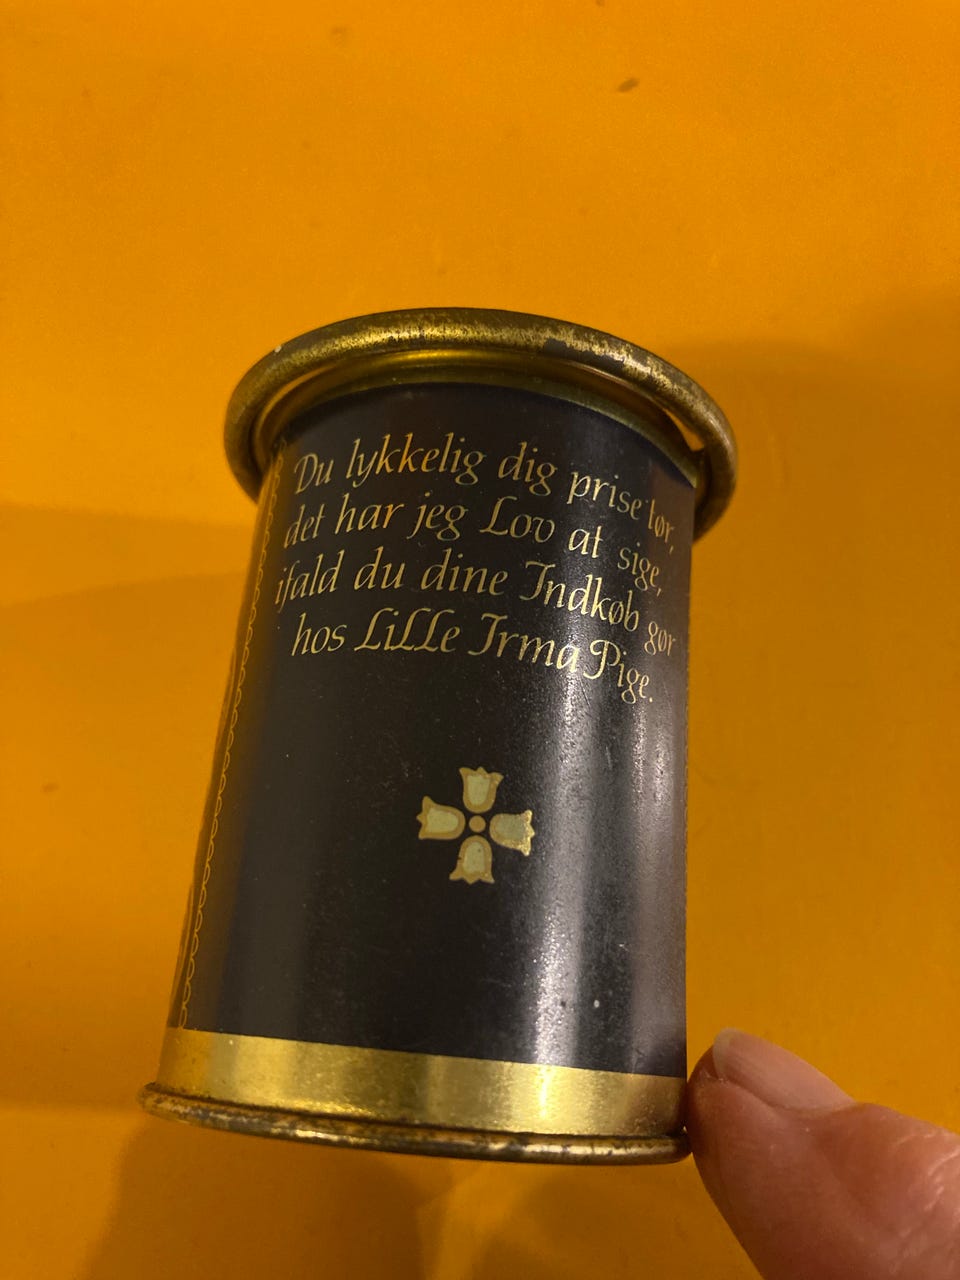 Du lykkelig dig prise tør,
det har jeg Lov at sige,
ifald du dine Indkøb gør
hos LiLLe Irma Pige.